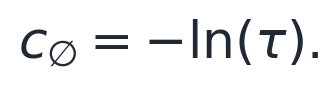 c∅ = −ln(τ).